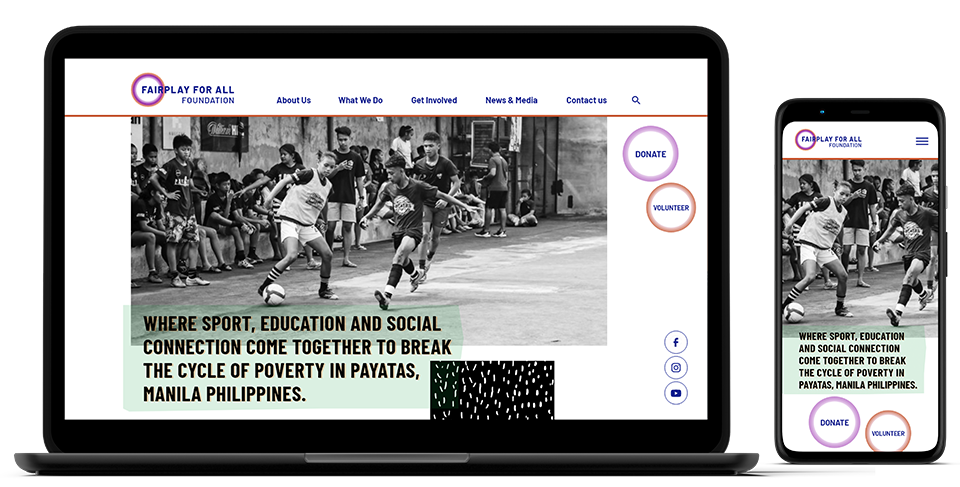 FAIRPLAY FOR ALL
FOUNDATION
About Us
What We Do
Get Involved
News & Media
Contact us
DONATE
VOLUNTEER
WHERE SPORT, EDUCATION AND SOCIAL
CONNECTION COME TOGETHER TO BREAK
THE CYCLE OF POVERTY IN PAYATAS,
MANILA PHILIPPINES.
FAIRPLAY FOR ALL
FOUNDATION
WHERE SPORT, EDUCATION
AND SOCIAL CONNECTION
COME TOGETHER TO BREAK
THE CYCLE OF POVERTY IN
PAYATAS, MANILA PHILIPPINES.
DONATE
VOLUNTEER